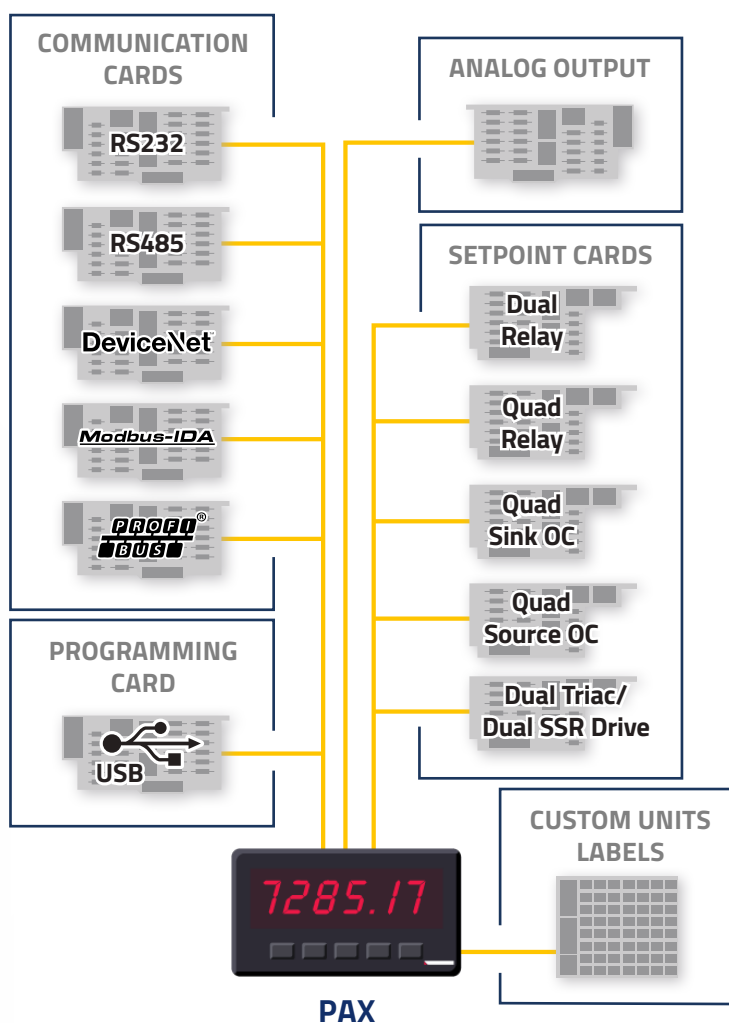 COMMUNICATION
CARDS
RS232
RS485
DeviceNet
Modbus-IDA
PROFI®
BUS
PROGRAMMING
CARD
USB
ANALOG OUTPUT
SETPOINT CARDS
Dual
Relay
Quad
Relay
Quad
Sink OC
Quad
Source OC
Dual Triac/
Dual SSR Drive
CUSTOM UNITS
LABELS
7285.17
PAX